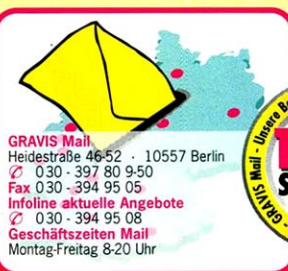 GRAVIS Mail
Heidestraße 46-52 · 10557 Berlin
✆ 030 - 397 80 9-50
Fax 030 - 394 95 05
Infoline aktuelle Angebote
✆ 030 - 394 95 08
Geschäftszeiten Mail
Montag-Freitag 8-20 Uhr
GRAVIS Mail - Unsere